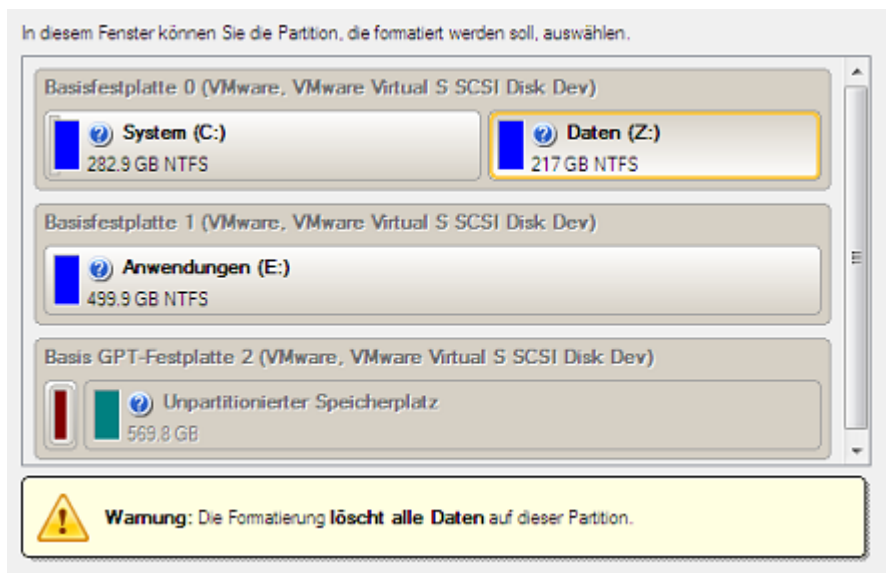 In diesem Fenster können Sie die Partition, die formatiert werden soll, auswählen.
Basisfestplatte 0 (VMware, VMware Virtual S SCSI Disk Dev)
System (C:)
282.9 GB NTFS
Daten (Z:)
217 GB NTFS
Basisfestplatte 1 (VMware, VMware Virtual S SCSI Disk Dev)
Anwendungen (E:)
499.9 GB NTFS
Basis GPT-Festplatte 2 (VMware, VMware Virtual S SCSI Disk Dev)
Unpartitionierter Speicherplatz
569.8 GB
Warnung: Die Formatierung löscht alle Daten auf dieser Partition.